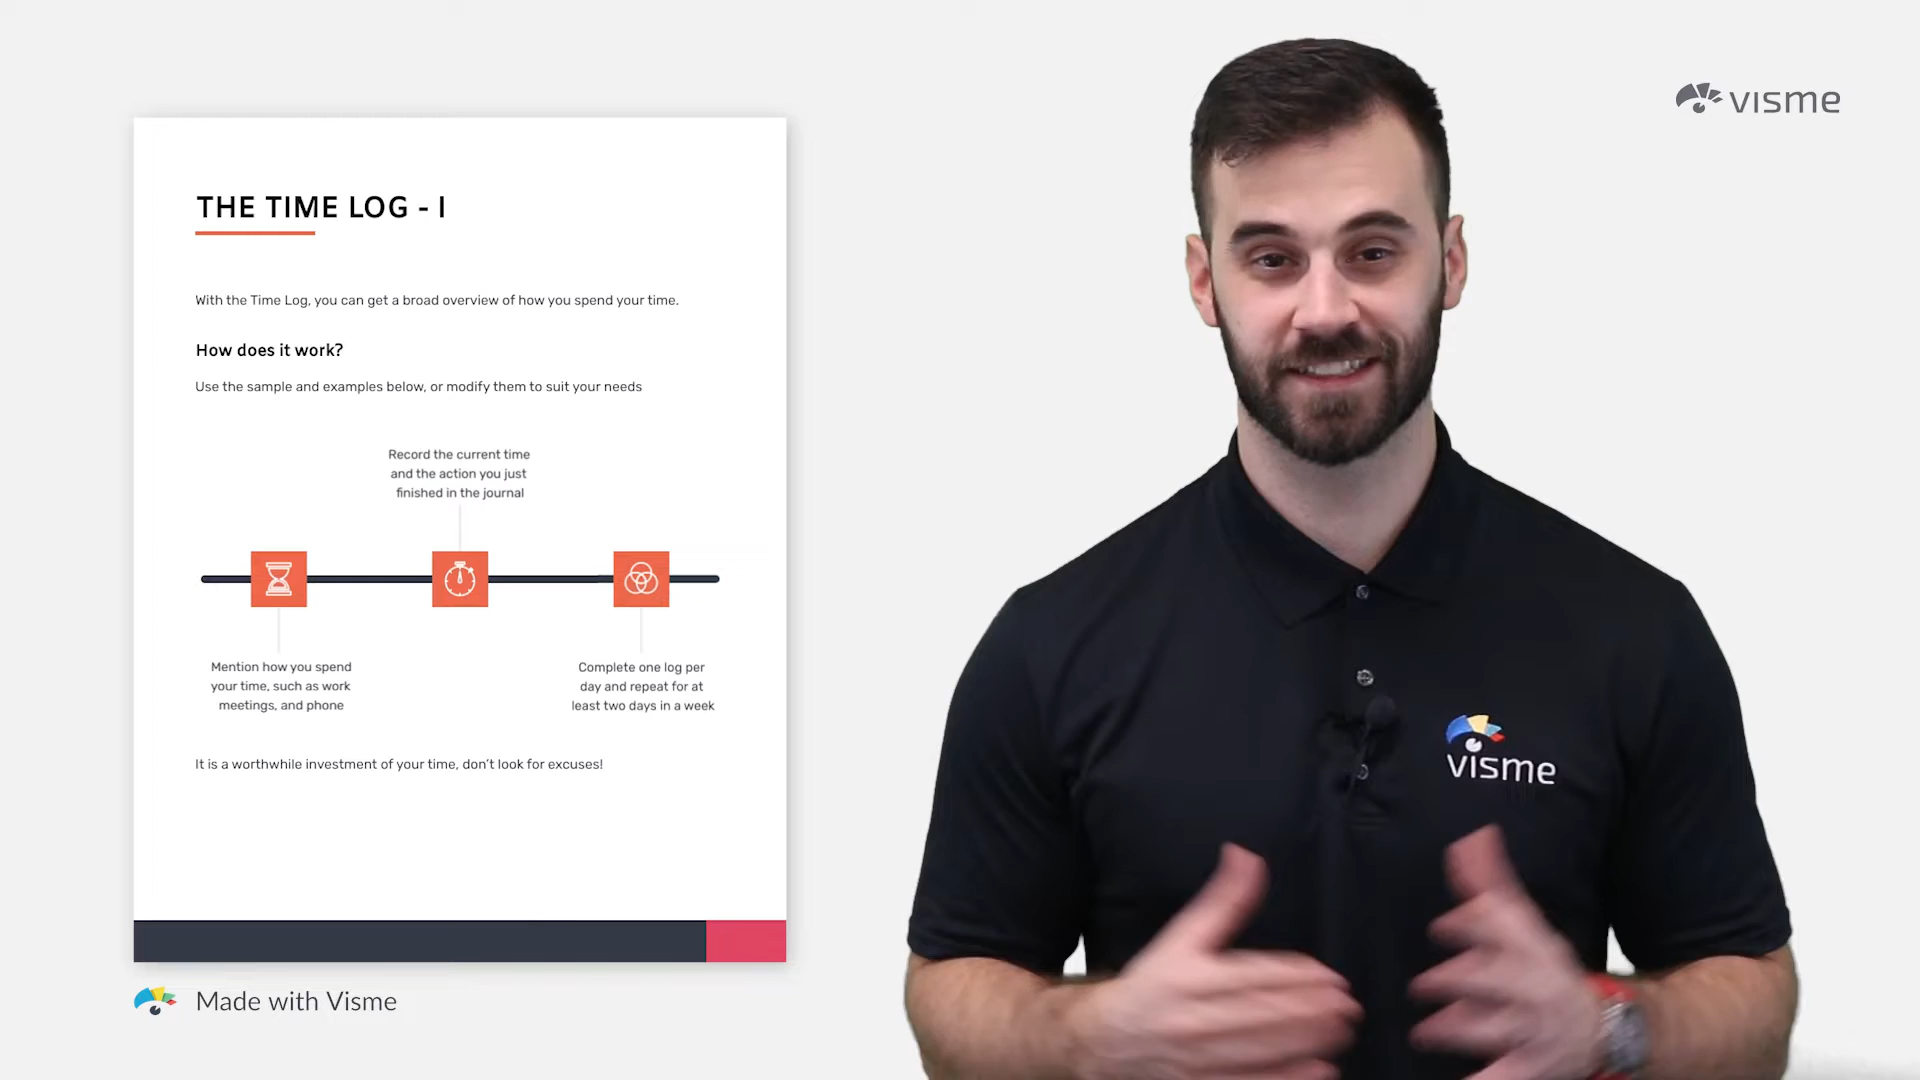 visme
THE TIME LOG - I
With the Time Log, you can get a broad overview of how you spend your time.
How does it work?
Use the sample and examples below, or modify them to suit your needs
Record the current time
and the action you just
finished in the journal
Mention how you spend
your time, such as work
meetings, and phone
Complete one log per
day and repeat for at
least two days in a week
It is a worthwhile investment of your time, don't look for excuses!
visme
Made with Visme